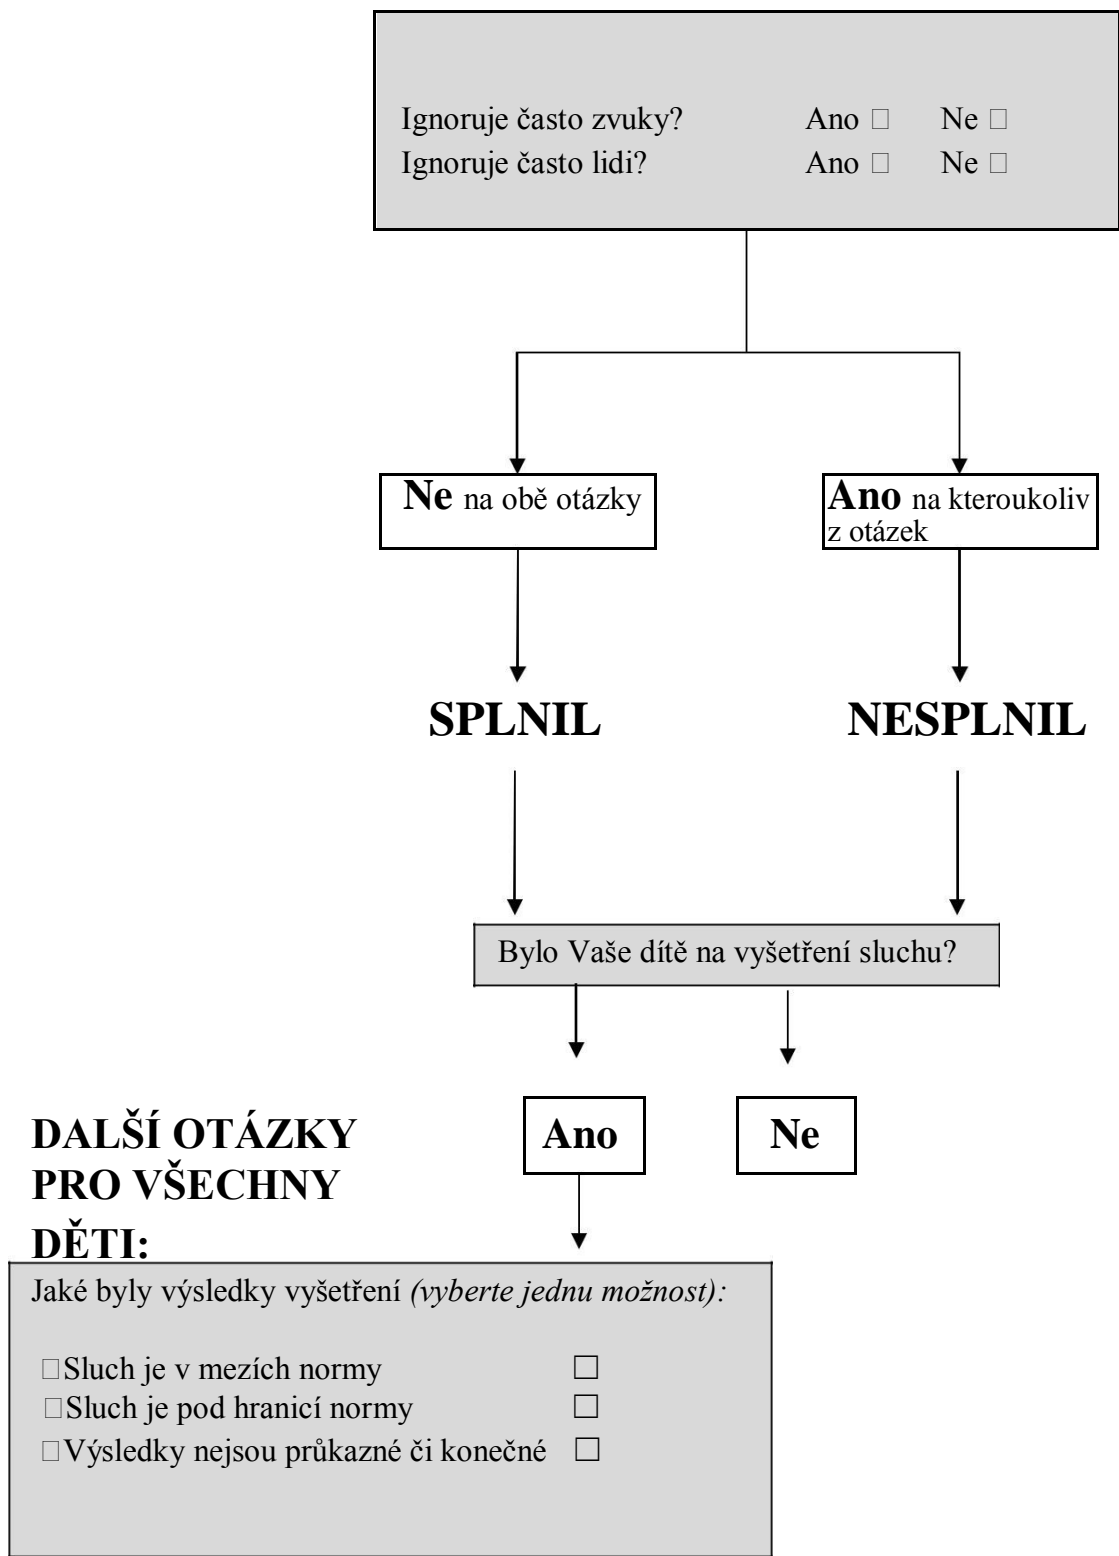 Ignoruje často zvuky? Ano □ Ne □
Ignoruje často lidi? Ano □ Ne □
Ne na obě otázky
Ano na kteroukoliv
z otázek
SPLNIL
NESPLNIL
Bylo Vaše dítě na vyšetření sluchu?
Ano
Ne
DALŠÍ OTÁZKY
PRO VŠECHNY
DĚTI:
Jaké byly výsledky vyšetření (vyberte jednu možnost):
□Sluch je v mezích normy □
□Sluch je pod hranicí normy □
□Výsledky nejsou průkazné či konečné □